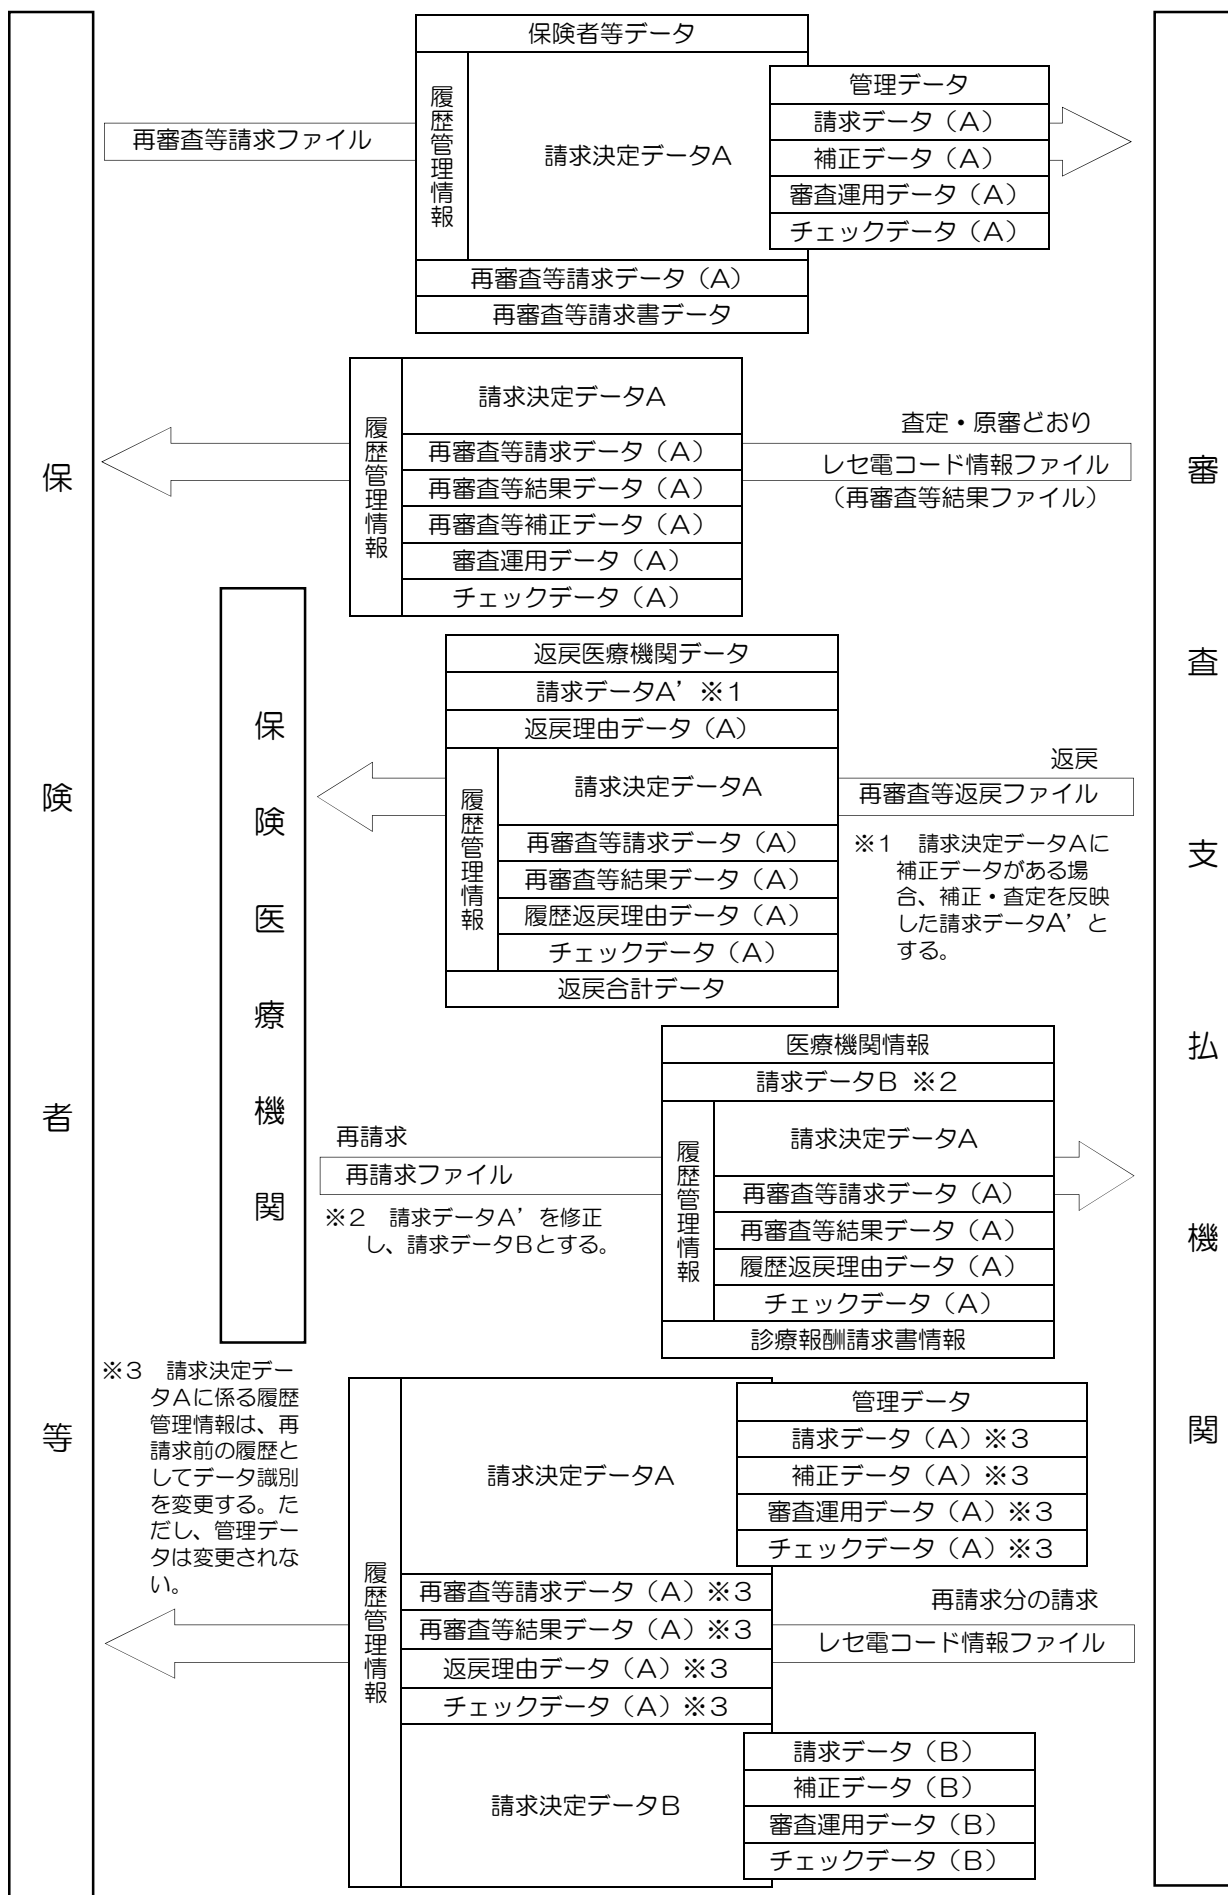 保険者等
審査支払機関
保険医療機関
保険者等データ
履歴管理情報
請求決定データA
管理データ
請求データ（A）
補正データ（A）
審査運用データ（A）
チェックデータ（A）
再審査等請求データ（A）
再審査等請求書データ
再審査等請求ファイル
履歴管理情報
請求決定データA
再審査等請求データ（A）
再審査等結果データ（A）
再審査等補正データ（A）
審査運用データ（A）
チェックデータ（A）
査定・原審どおり
レセ電コード情報ファイル
（再審査等結果ファイル）
返戻医療機関データ
請求データA’ ※1
返戻理由データ（A）
履歴管理情報
請求決定データA
再審査等請求データ（A）
再審査等結果データ（A）
履歴返戻理由データ（A）
チェックデータ（A）
返戻合計データ
返戻
再審査等返戻ファイル
※1　請求決定データAに
補正データがある場
合、補正・査定を反映
した請求データA’と
する。
医療機関情報
請求データB ※2
履歴管理情報
請求決定データA
再審査等請求データ（A）
再審査等結果データ（A）
履歴返戻理由データ（A）
チェックデータ（A）
診療報酬請求書情報
再請求
再請求ファイル
※2　請求データA’を修正
し、請求データBとする。
※3　請求決定デー
タAに係る履歴
管理情報は、再
請求前の履歴と
してデータ識別
を変更する。た
だし、管理デー
タは変更されな
い。
履歴管理情報
請求決定データA
管理データ
請求データ（A）※3
補正データ（A）※3
審査運用データ（A）※3
チェックデータ（A）※3
再審査等請求データ（A）※3
再審査等結果データ（A）※3
返戻理由データ（A）※3
チェックデータ（A）※3
再請求分の請求
レセ電コード情報ファイル
請求決定データB
請求データ（B）
補正データ（B）
審査運用データ（B）
チェックデータ（B）